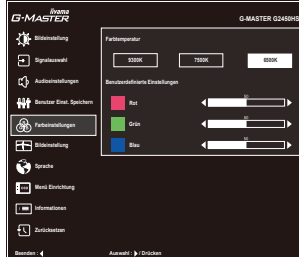 iiyama
G-MASTER
G-MASTER G2450HS
Bildeinstellung
Signalauswahl
Audioeinstellungen
Benutzer Einst. Speichern
Farbeinstellungen
Bildeinstellung
Sprache
Menü Einrichtung
Informationen
Zurücksetzen
Farbtemperatur
9300K 7500K 6500K
Benutzerdefinierte Einstellungen
Rot 50
Grün 50
Blau 50
Beenden : Auswahl : / Drücken